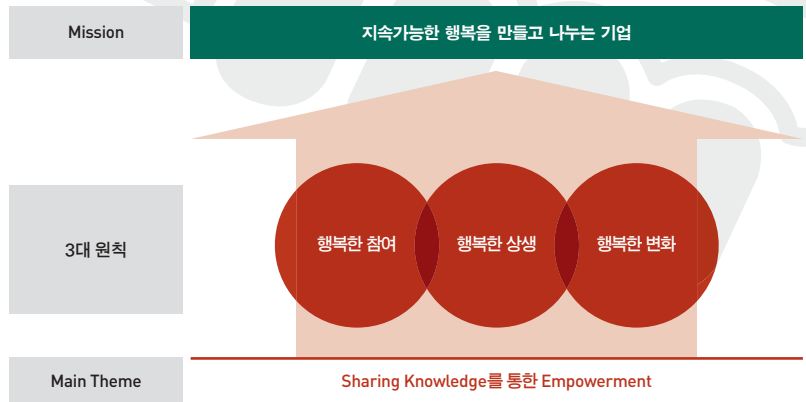 Mission
지속가능한 행복을 만들고 나누는 기업
3대 원칙
행복한 참여
행복한 상생
행복한 변화
Main Theme
Sharing Knowledge를 통한 Empowerment